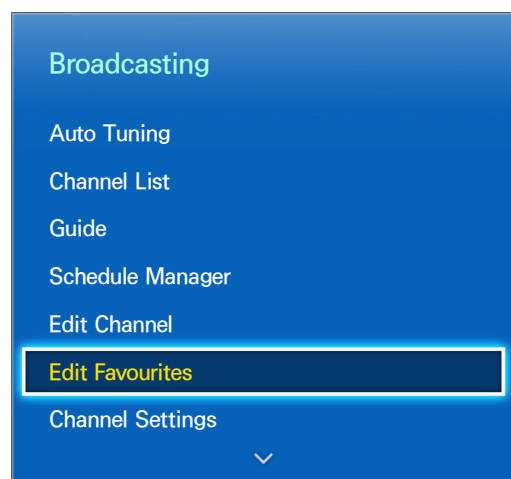 Broadcasting
Auto Tuning
Channel List
Guide
Schedule Manager
Edit Channel
Edit Favourites
Channel Settings